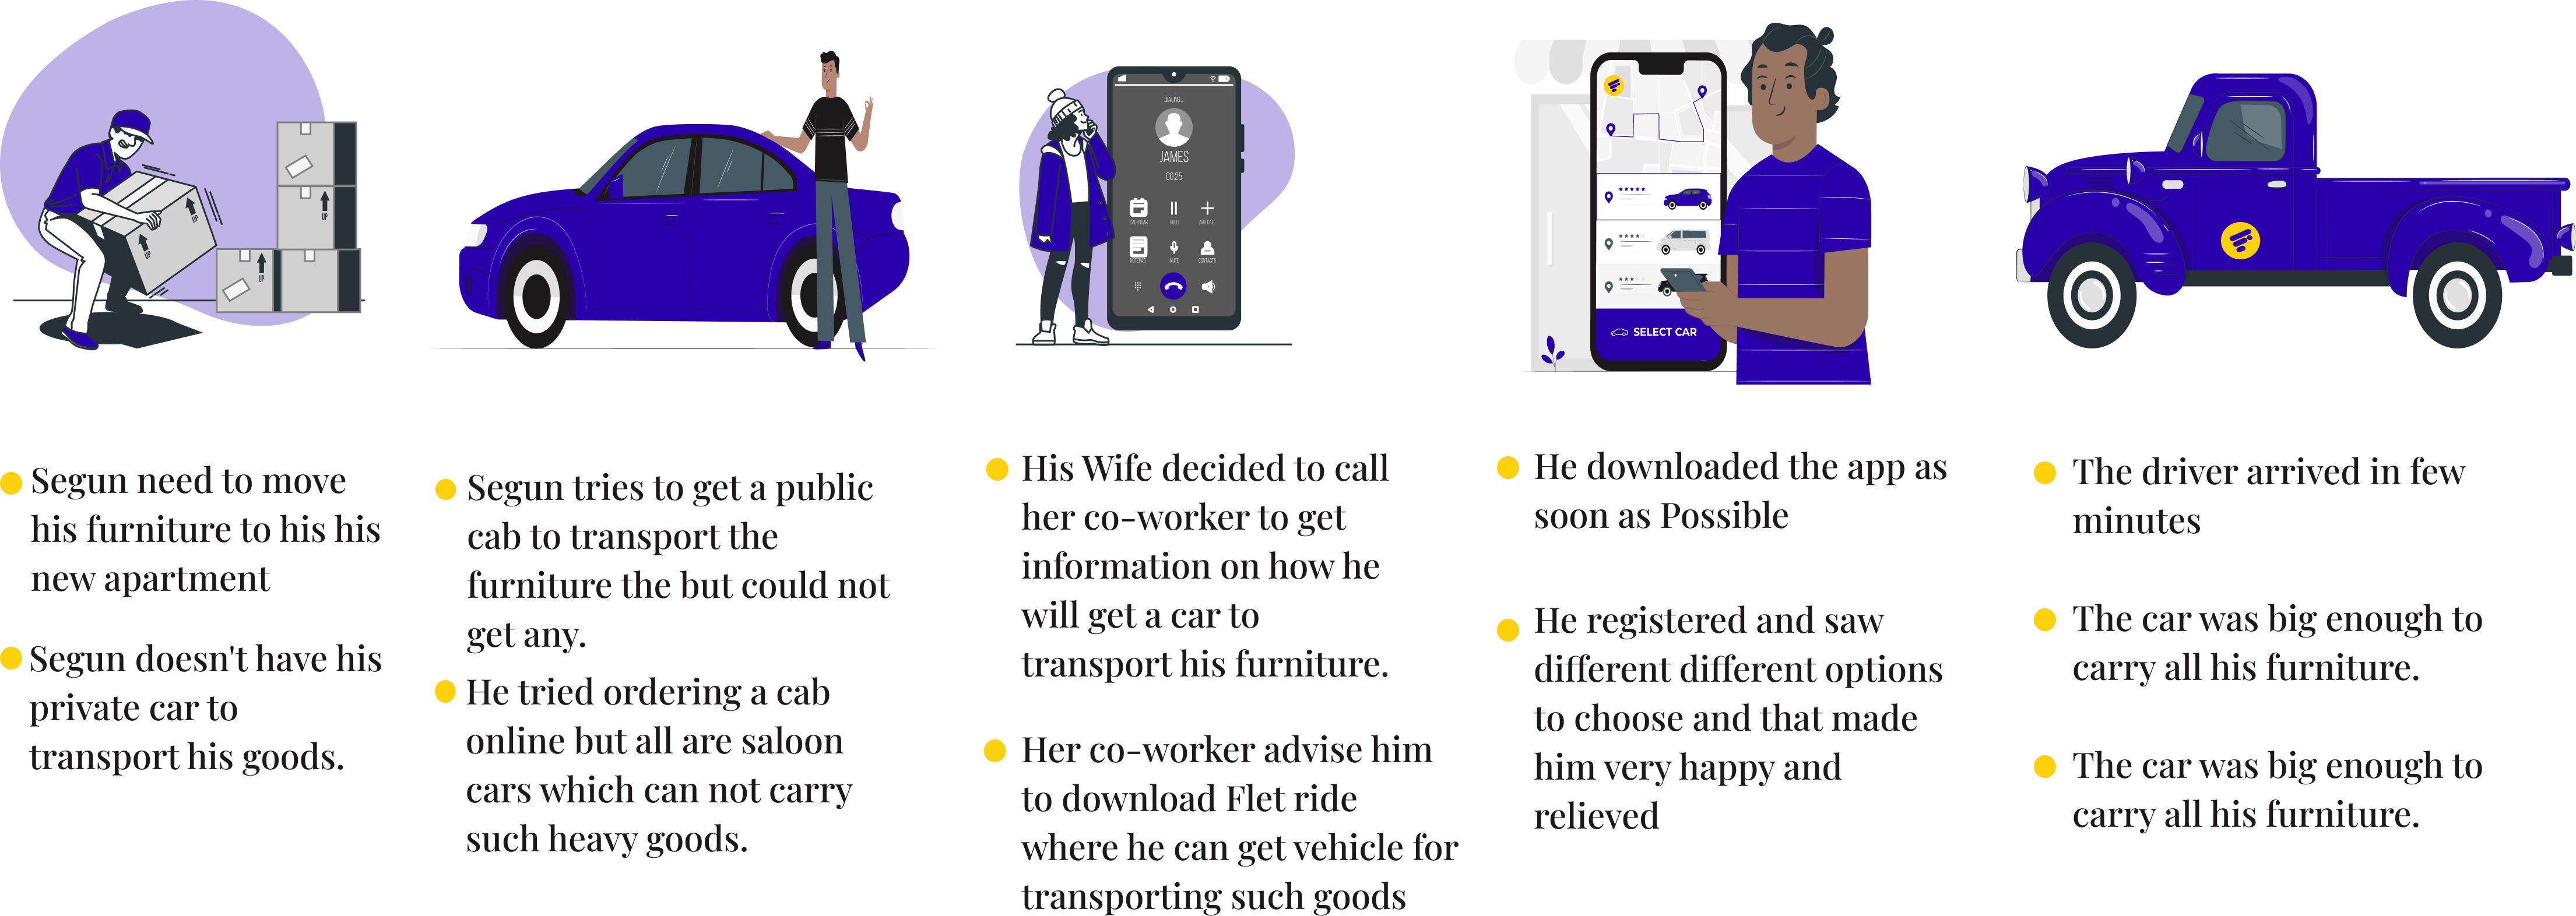 UP
UP
UP
UP
UP
DIALING...
JAMES
00:25
CALENDAR
HOLD
ADD CALL
NOTEPAD
MUTE
CONTACTS
SELECT CAR
Segun need to move
his furniture to his his
new apartment
Segun doesn't have his
private car to
transport his goods.
Segun tries to get a public
cab to transport the
furniture the but could not
get any.
He tried ordering a cab
online but all are saloon
cars which can not carry
such heavy goods.
His Wife decided to call
her co-worker to get
information on how he
will get a car to
transport his furniture.
Her co-worker advise him
to download Flet ride
where he can get vehicle for
transporting such goods
He downloaded the app as
soon as Possible
He registered and saw
different different options
to choose and that made
him very happy and
relieved
The driver arrived in few
minutes
The car was big enough to
carry all his furniture.
The car was big enough to
carry all his furniture.